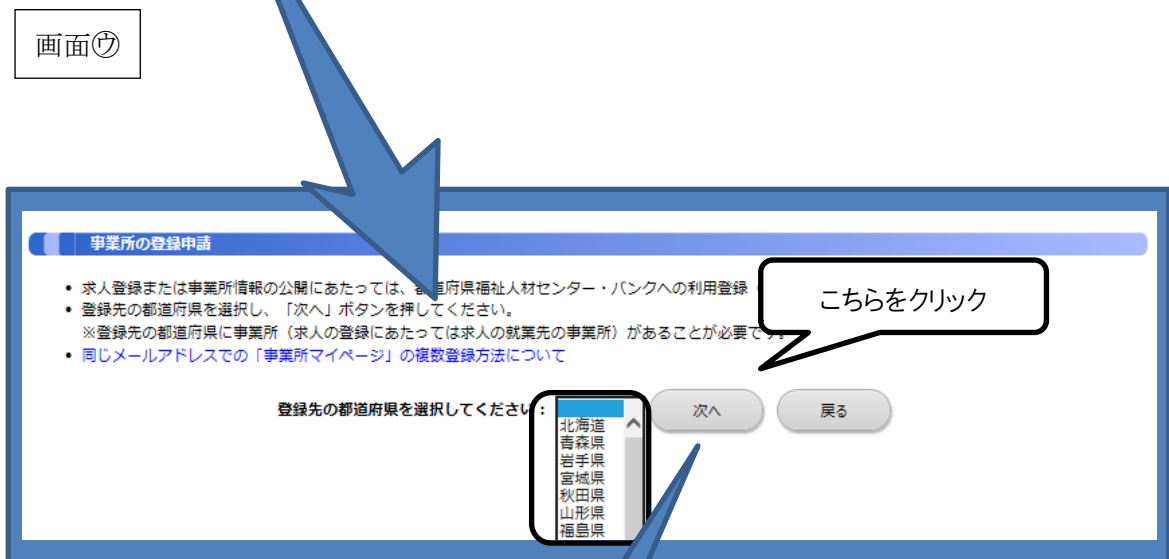 画面㋒
事業所の登録申請
• 求人登録または事業所情報の公開にあたっては、都道府県福祉人材センター・バンクへの利用登録（
こちらをクリック
• 登録先の都道府県を選択し、「次へ」ボタンを押してください。
※登録先の都道府県に事業所（求人の登録にあたっては求人の就業先の事業所）があることが必要です。
• 同じメールアドレスでの「事業所マイページ」の複数登録方法について
登録先の都道府県を選択してください：
次へ
戻る
北海道
青森県
岩手県
宮城県
秋田県
山形県
福島県